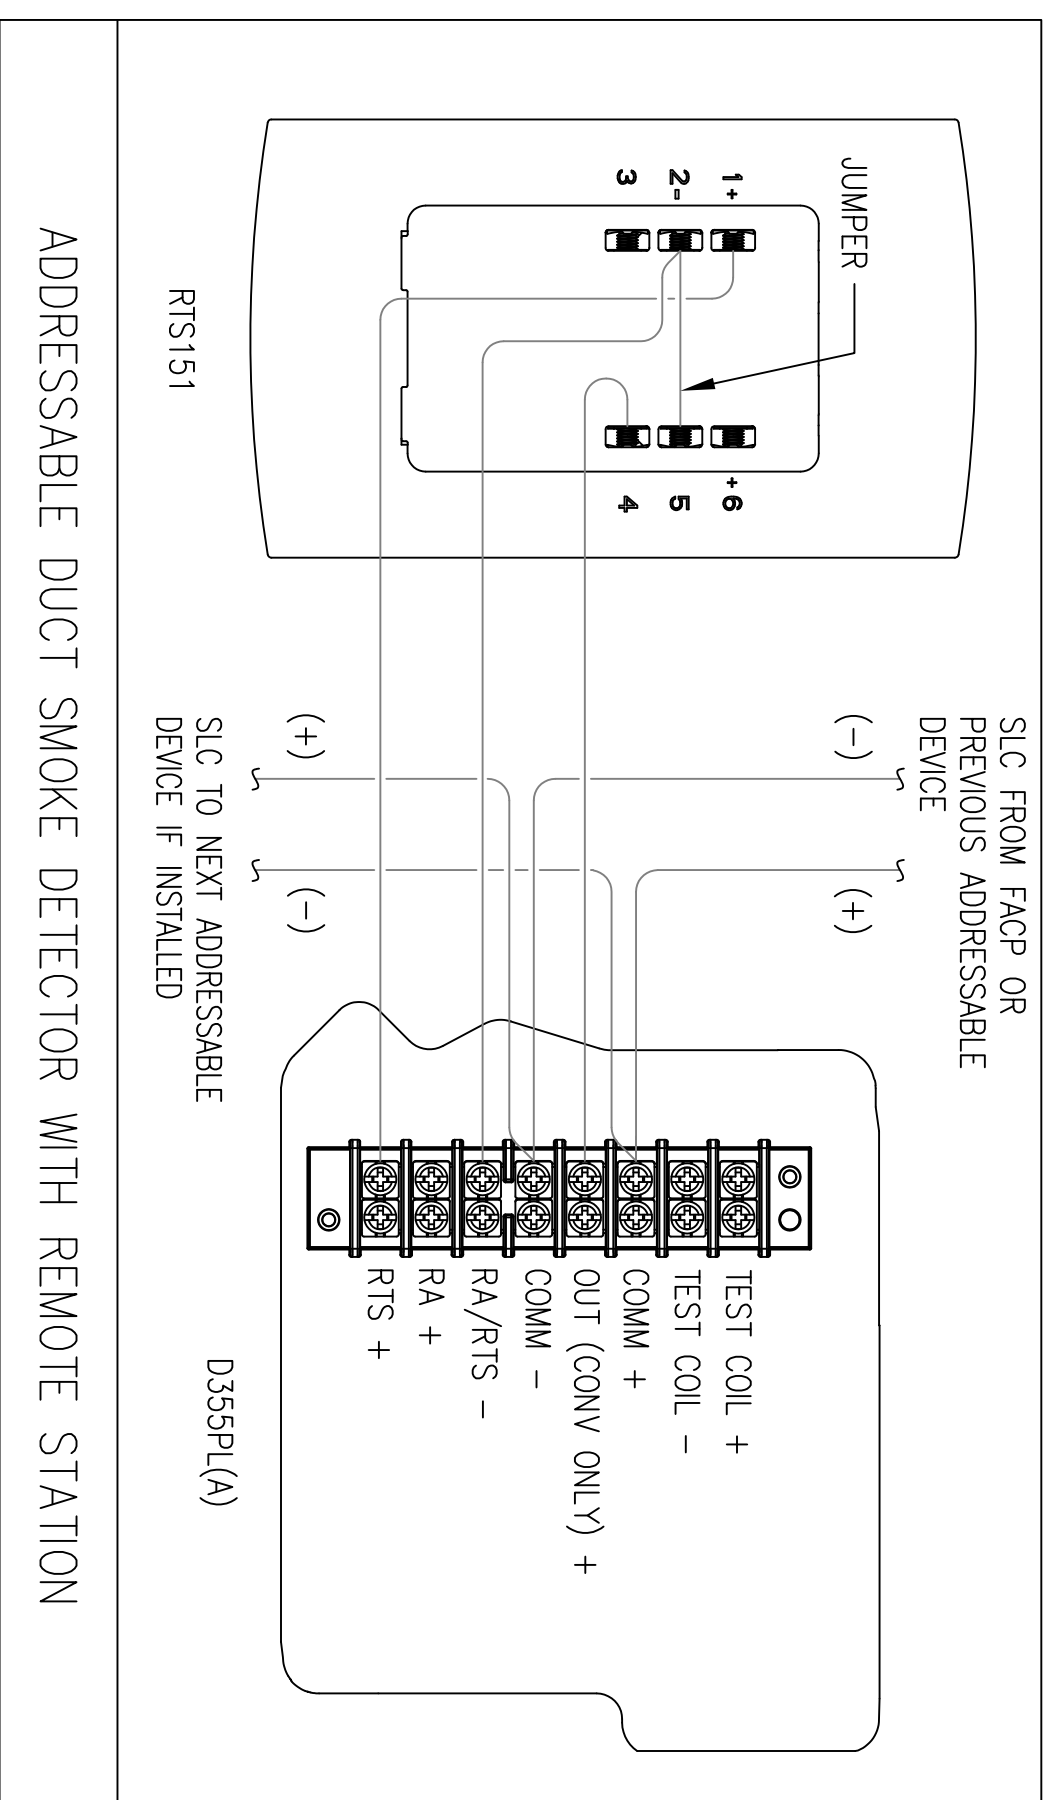 SLC FROM FACP OR
PREVIOUS ADDRESSABLE
DEVICE
(-)
(+)
JUMPER
1+
2-
3
+6
5
4
TEST COIL +
TEST COIL -
COMM +
OUT (CONV ONLY) +
COMM -
RA/RTS -
RA +
RTS +
(+)
(-)
SLC TO NEXT ADDRESSABLE
DEVICE IF INSTALLED
RTS151
D355PL(A)
ADDRESSABLE DUCT SMOKE DETECTOR WITH REMOTE STATION